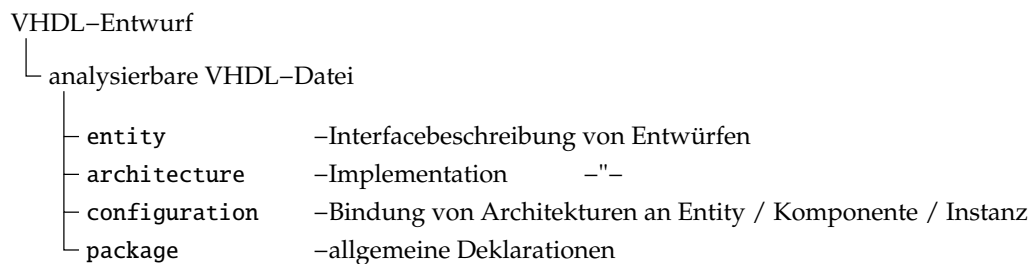 VHDL–Entwurf
analysierbare VHDL–Datei
entity –Interfacebeschreibung von Entwürfen
architecture –Implementation –"–
configuration –Bindung von Architekturen an Entity / Komponente / Instanz
package –allgemeine Deklarationen